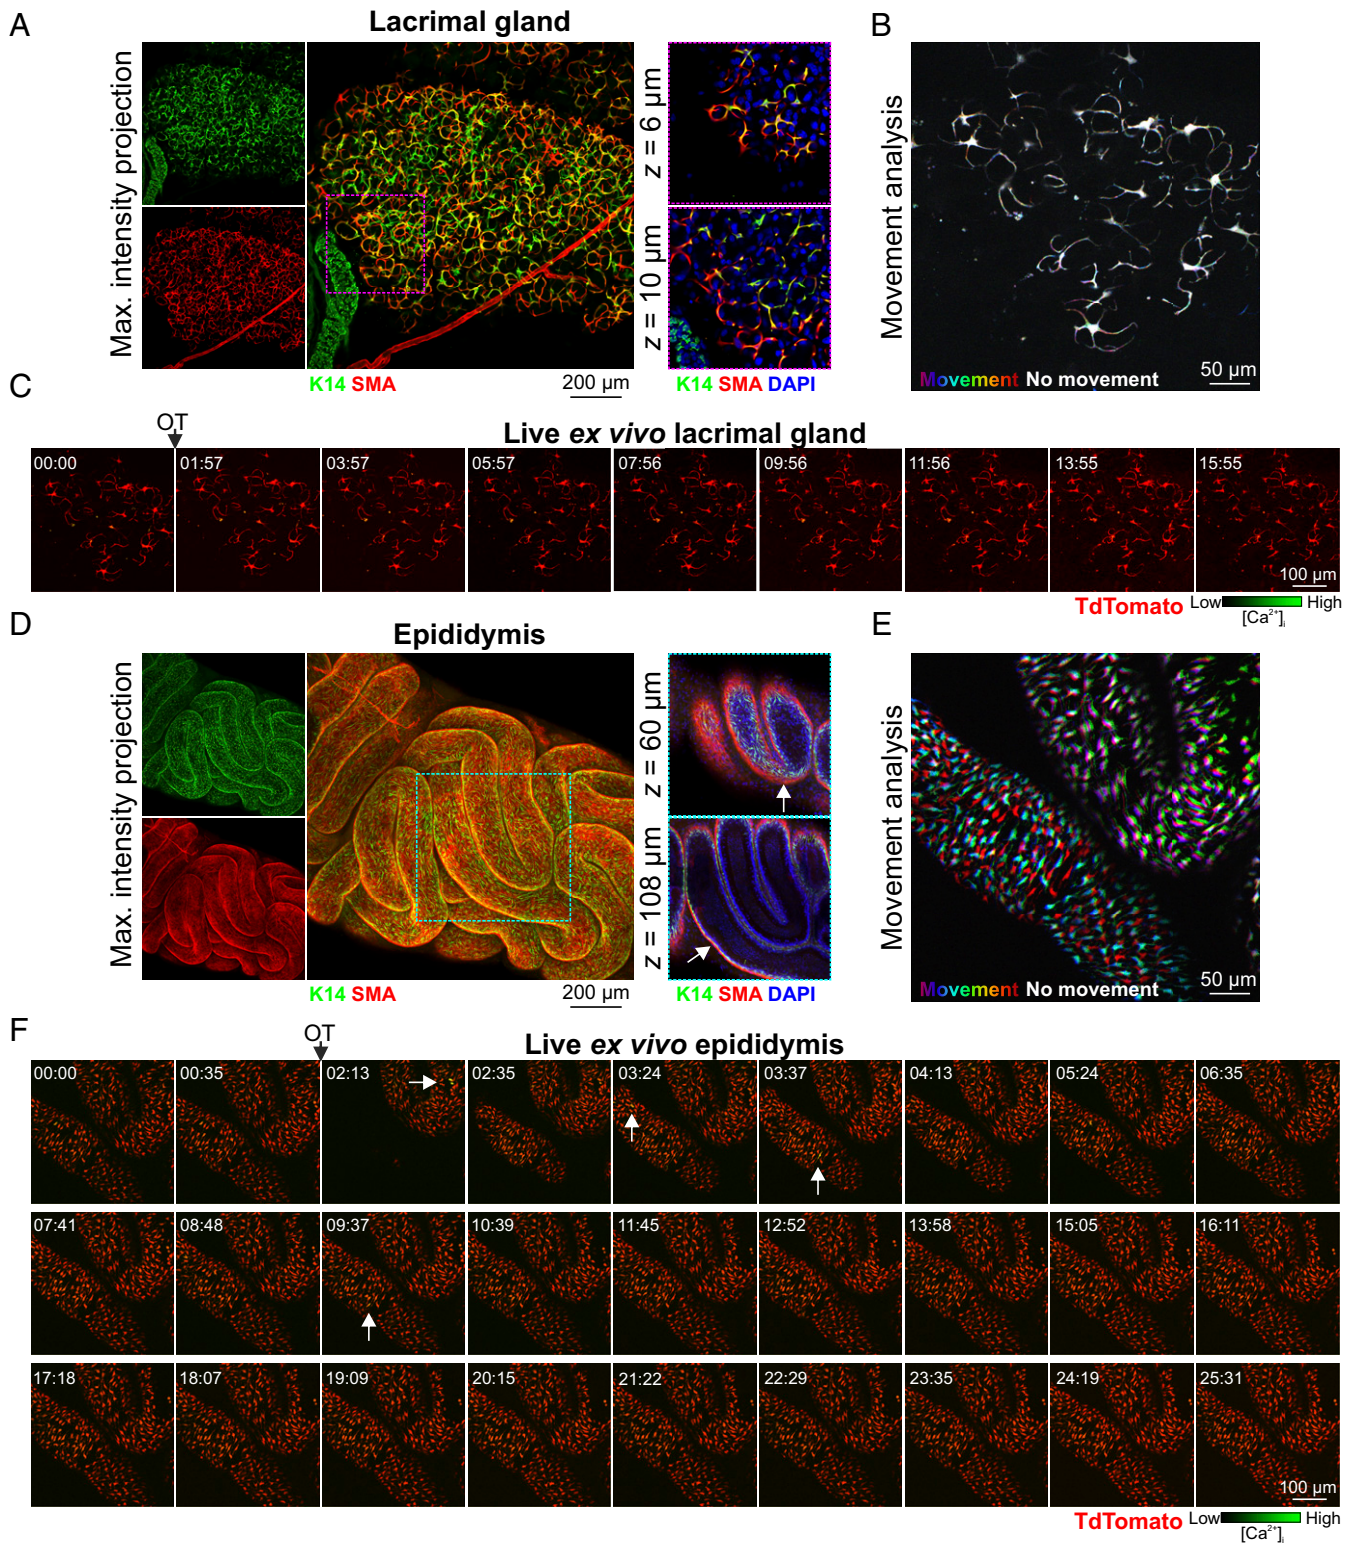 A
Lacrimal gland
B
Max. intensity projection
z = 6 µm
z = 10 µm
Movement analysis
K14 SMA
200 µm
K14 SMA DAPI
Movement No movement
50 µm
C
OT
Live ex vivo lacrimal gland
00:00 01:57 03:57 05:57 07:56 09:56 11:56 13:55 15:55
100 µm
TdTomato Low High
[Ca²⁺]i
D
Epididymis
E
Max. intensity projection
z = 60 µm
z = 108 µm
Movement analysis
K14 SMA
200 µm
K14 SMA DAPI
Movement No movement
50 µm
F
OT
Live ex vivo epididymis
00:00 00:35 02:13 02:35 03:24 03:37 04:13 05:24 06:35
07:41 08:48 09:37 10:39 11:45 12:52 13:58 15:05 16:11
17:18 18:07 19:09 20:15 21:22 22:29 23:35 24:19 25:31
100 µm
TdTomato Low High
[Ca²⁺]i